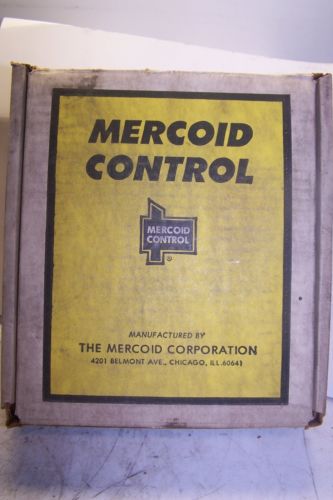 MERCOID
CONTROL
MERCOID
CONTROL
®
MANUFACTURED BY
THE MERCOID CORPORATION
4201 BELMONT AVE., CHICAGO, ILL. 60641